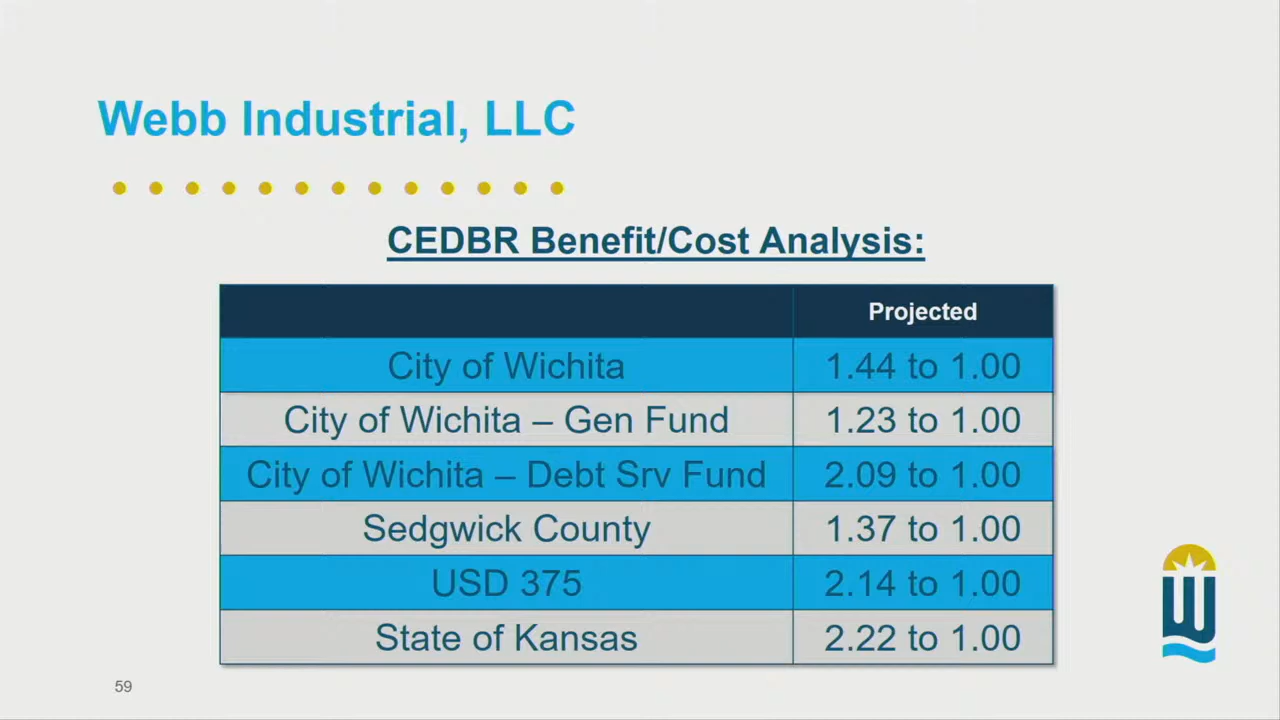 Webb Industrial, LLC
CEDBR Benefit/Cost Analysis:
Projected
City of Wichita 1.44 to 1.00
City of Wichita – Gen Fund 1.23 to 1.00
City of Wichita – Debt Srv Fund 2.09 to 1.00
Sedgwick County 1.37 to 1.00
USD 375 2.14 to 1.00
State of Kansas 2.22 to 1.00
W
59